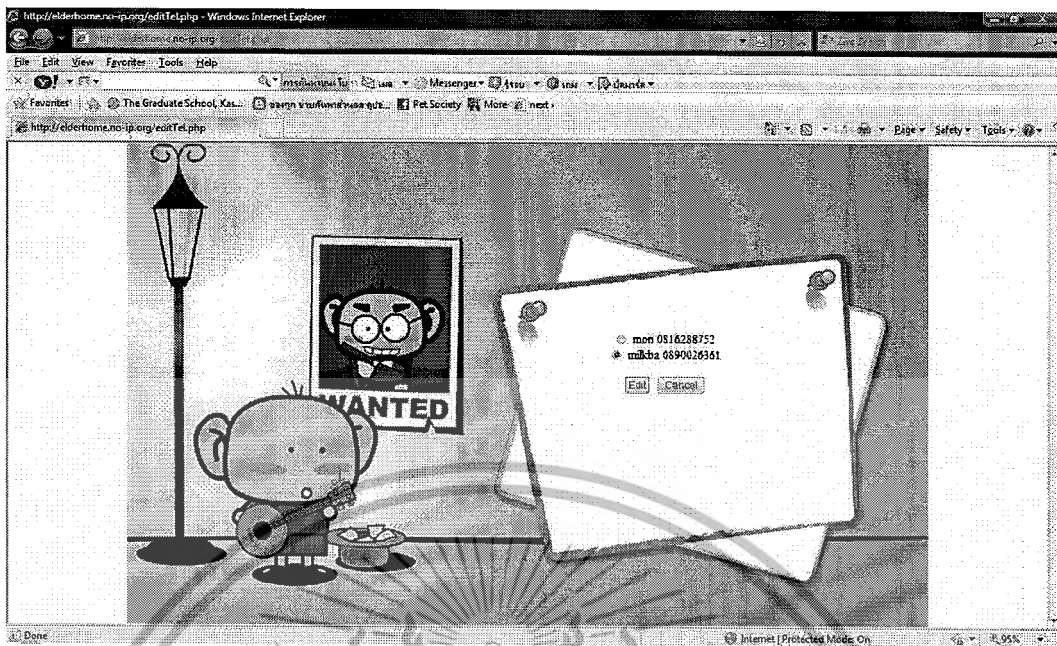 http://elderhome.no-ip.org/editTel.php - Windows Internet Explorer
File Edit View Favorites Tools Help
Messenger
Favorites The Graduate School, Kas... Pet Society More next
http://elderhome.no-ip.org/editTel.php Page Safety Tools
mon 0816288752
milkba 0890026361
Edit Cancel
WANTED
Done Internet | Protected Mode: On 95%